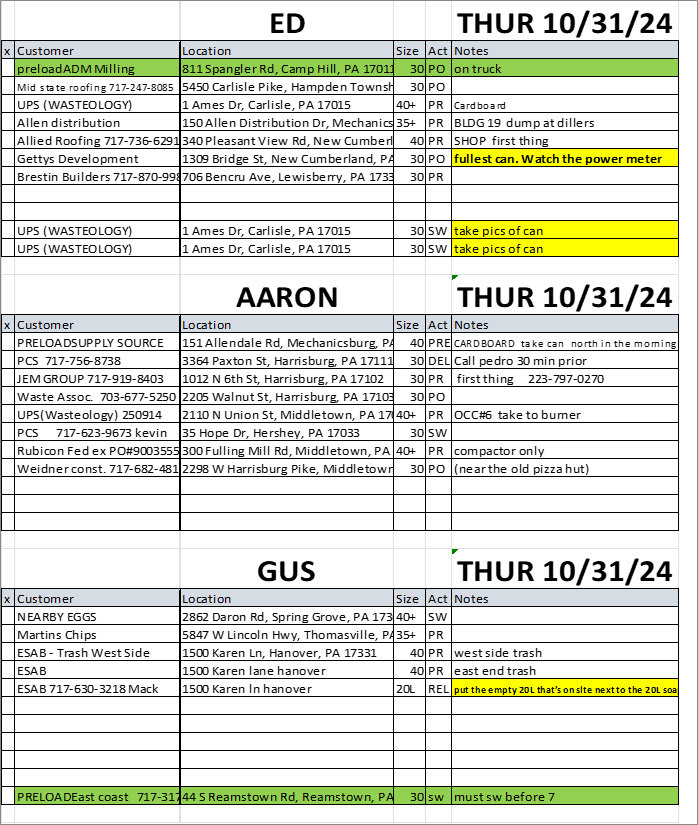 ED THUR 10/31/24
x Customer Location Size Act Notes
preloadADM Milling 811 Spangler Rd, Camp Hill, PA 17011 30 PO on truck
Mid state roofing 717-247-8085 5450 Carlisle Pike, Hampden Townsh 30 PO
UPS (WASTEOLOGY) 1 Ames Dr, Carlisle, PA 17015 40+ PR Cardboard
Allen distribution 150 Allen Distribution Dr, Mechanics 35+ PR BLDG 19 dump at dillers
Allied Roofing 717-736-6291 340 Pleasant View Rd, New Cumberl 40 PR SHOP first thing
Gettys Development 1309 Bridge St, New Cumberland, PA 30 PO fullest can. Watch the power meter
Brestin Builders 717-870-998 706 Bencru Ave, Lewisberry, PA 1733 30 PR
UPS (WASTEOLOGY) 1 Ames Dr, Carlisle, PA 17015 30 SW take pics of can
UPS (WASTEOLOGY) 1 Ames Dr, Carlisle, PA 17015 30 SW take pics of can
AARON THUR 10/31/24
x Customer Location Size Act Notes
PRELOADSUPPLY SOURCE 151 Allendale Rd, Mechanicsburg, PA 40 PRE CARDBOARD take can north in the morning
PCS 717-756-8738 3364 Paxton St, Harrisburg, PA 17111 30 DEL Call pedro 30 min prior
JEM GROUP 717-919-8403 1012 N 6th St, Harrisburg, PA 17102 30 PR first thing 223-797-0270
Waste Assoc. 703-677-5250 2205 Walnut St, Harrisburg, PA 17103 30 PO
UPS(Wasteology) 250914 2110 N Union St, Middletown, PA 170 40+ PR OCC#6 take to burner
PCS 717-623-9673 kevin 35 Hope Dr, Hershey, PA 17033 30 SW
Rubicon Fed ex PO#9003555 300 Fulling Mill Rd, Middletown, PA 40+ PR compactor only
Weidner const. 717-682-481 2298 W Harrisburg Pike, Middletown 30 PO (near the old pizza hut)
GUS THUR 10/31/24
x Customer Location Size Act Notes
NEARBY EGGS 2862 Daron Rd, Spring Grove, PA 173 40+ SW
Martins Chips 5847 W Lincoln Hwy, Thomasville, PA 35+ PR
ESAB - Trash West Side 1500 Karen Ln, Hanover, PA 17331 40 PR west side trash
ESAB 1500 Karen lane hanover 40 PR east end trash
ESAB 717-630-3218 Mack 1500 Karen ln hanover 20L REL put the empty 20L that's on site next to the 20L soa
PRELOADEast coast 717-317 44 S Reamstown Rd, Reamstown, PA 30 sw must sw before 7